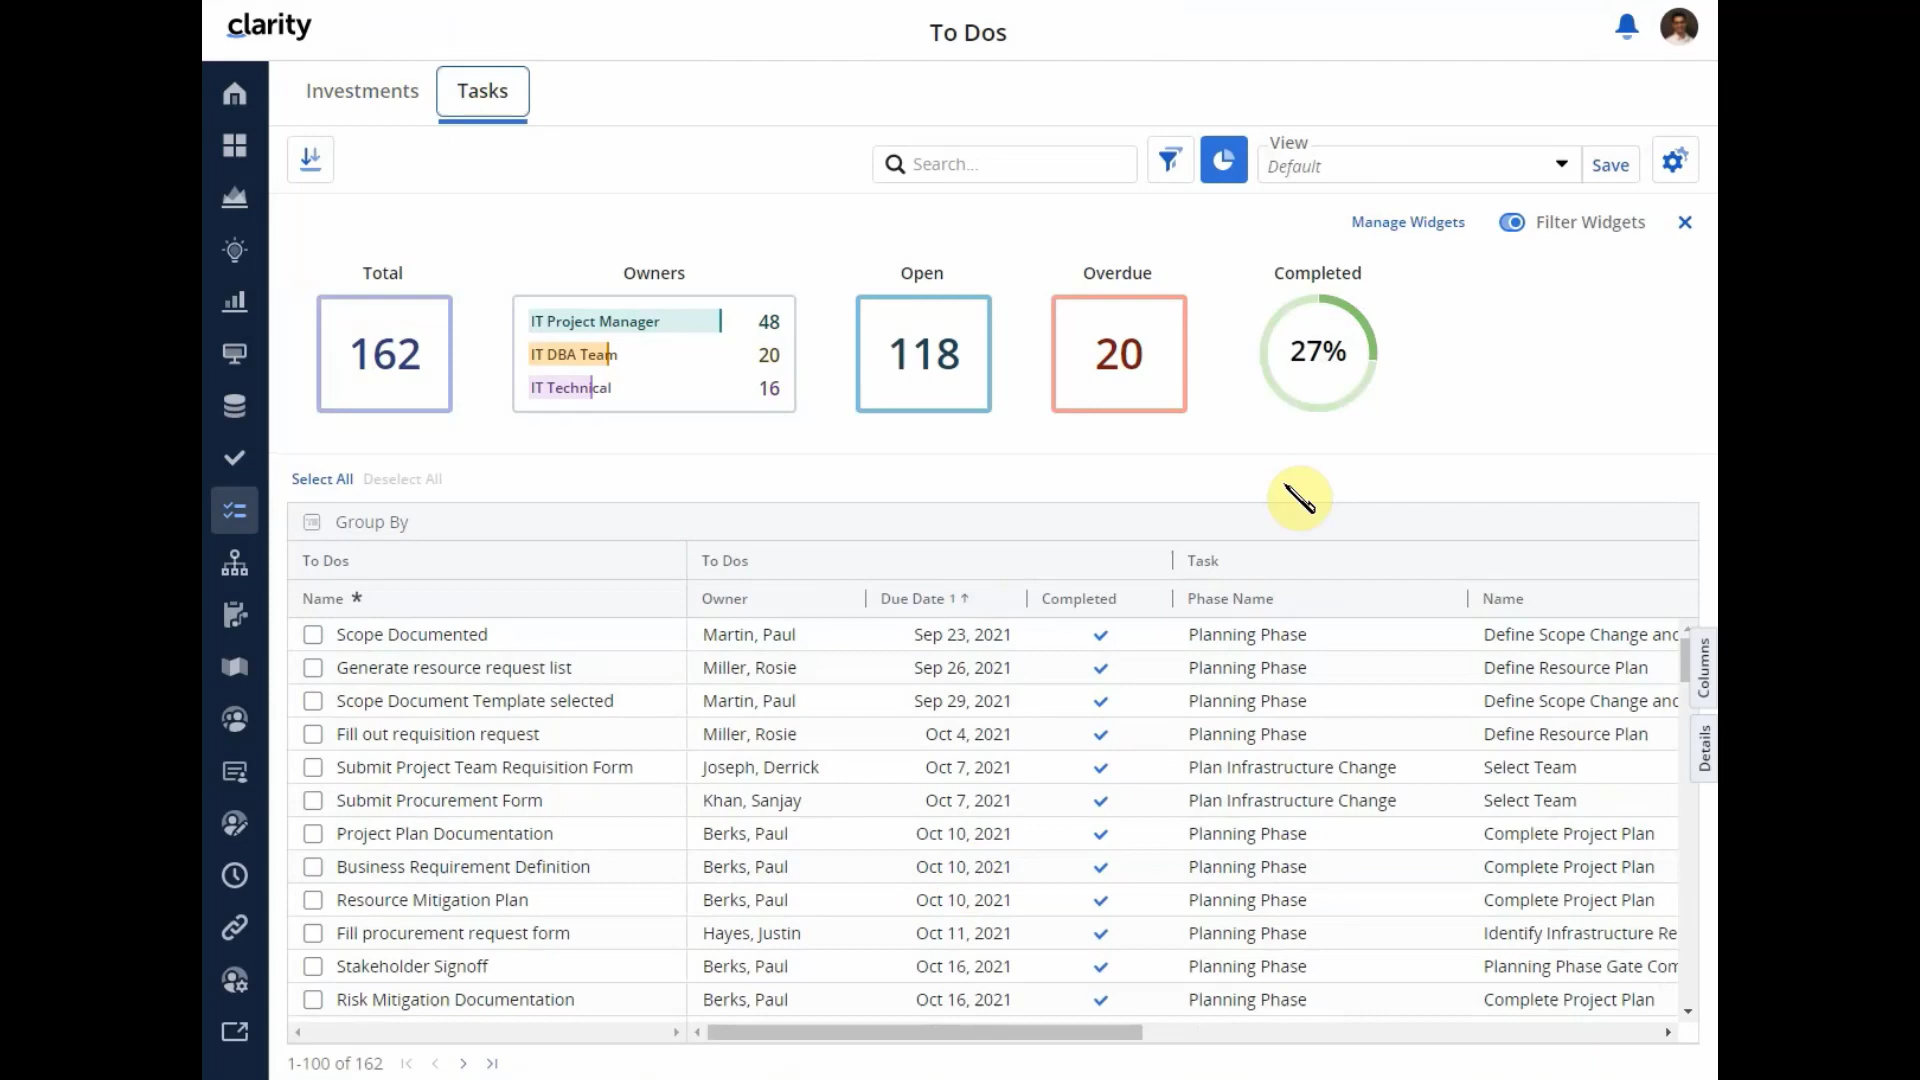 clarity
To Dos
Investments
Tasks
Search...
View
Default
Save
Manage Widgets
Filter Widgets
Total
Owners
Open
Overdue
Completed
162
IT Project Manager 48
IT DBA Team 20
IT Technical 16
118
20
27%
Select All Deselect All
Group By
To Dos To Dos Task
Name * Owner Due Date 1 ↑ Completed Phase Name Name
Scope Documented Martin, Paul Sep 23, 2021 Planning Phase Define Scope Change and
Generate resource request list Miller, Rosie Sep 26, 2021 Planning Phase Define Resource Plan
Scope Document Template selected Martin, Paul Sep 29, 2021 Planning Phase Define Scope Change and
Fill out requisition request Miller, Rosie Oct 4, 2021 Planning Phase Define Resource Plan
Submit Project Team Requisition Form Joseph, Derrick Oct 7, 2021 Plan Infrastructure Change Select Team
Submit Procurement Form Khan, Sanjay Oct 7, 2021 Plan Infrastructure Change Select Team
Project Plan Documentation Berks, Paul Oct 10, 2021 Planning Phase Complete Project Plan
Business Requirement Definition Berks, Paul Oct 10, 2021 Planning Phase Complete Project Plan
Resource Mitigation Plan Berks, Paul Oct 10, 2021 Planning Phase Complete Project Plan
Fill procurement request form Hayes, Justin Oct 11, 2021 Planning Phase Identify Infrastructure Re
Stakeholder Signoff Berks, Paul Oct 16, 2021 Planning Phase Planning Phase Gate Com
Risk Mitigation Documentation Berks, Paul Oct 16, 2021 Planning Phase Complete Project Plan
Columns
Details
1-100 of 162